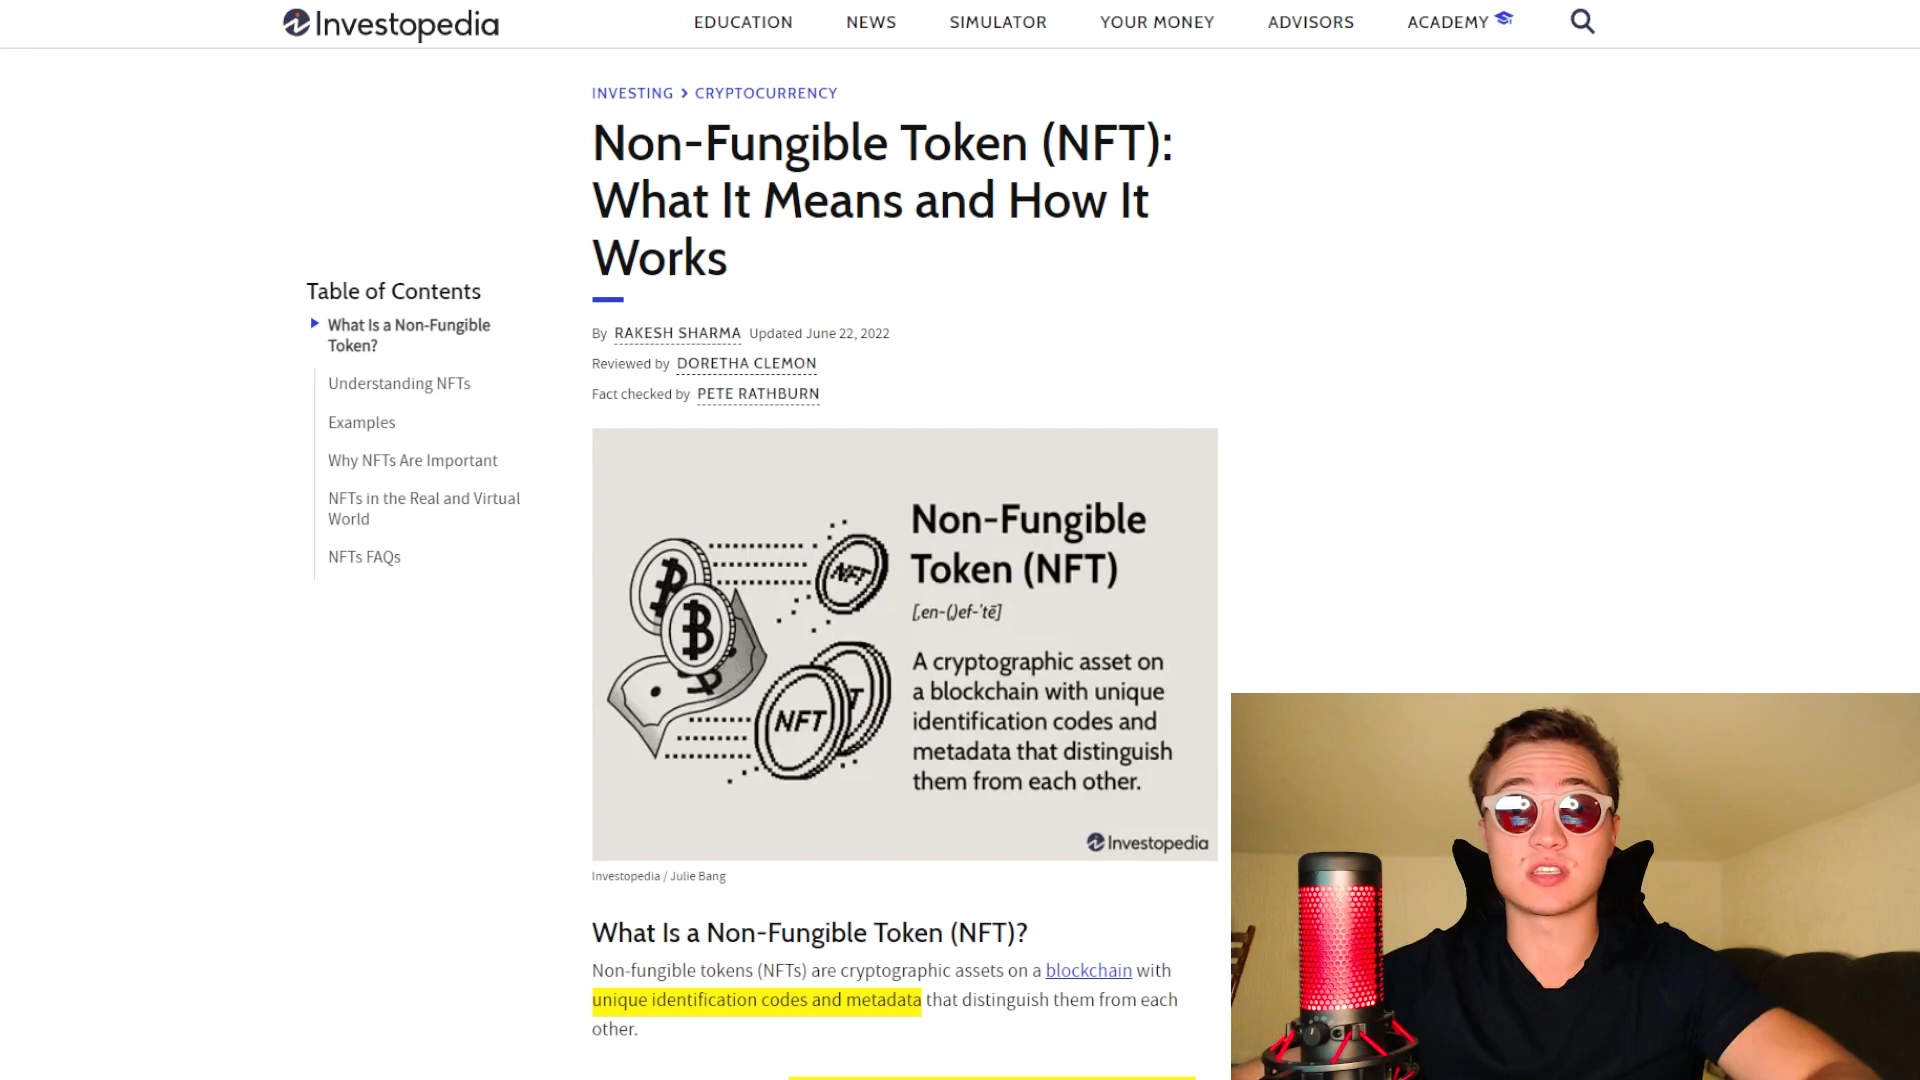 Investopedia
EDUCATION NEWS SIMULATOR YOUR MONEY ADVISORS ACADEMY
INVESTING > CRYPTOCURRENCY
Non-Fungible Token (NFT):
What It Means and How It
Works
By RAKESH SHARMA Updated June 22, 2022
Reviewed by DORETHA CLEMON
Fact checked by PETE RATHBURN
Table of Contents
What Is a Non-Fungible
Token?
Understanding NFTs
Examples
Why NFTs Are Important
NFTs in the Real and Virtual
World
NFTs FAQs
NFT
NFT
Non-Fungible
Token (NFT)
[ˌen-(ˌ)ef-ˈtē]
A cryptographic asset on
a blockchain with unique
identification codes and
metadata that distinguish
them from each other.
Investopedia
Investopedia / Julie Bang
What Is a Non-Fungible Token (NFT)?
Non-fungible tokens (NFTs) are cryptographic assets on a blockchain with
unique identification codes and metadata that distinguish them from each
other.